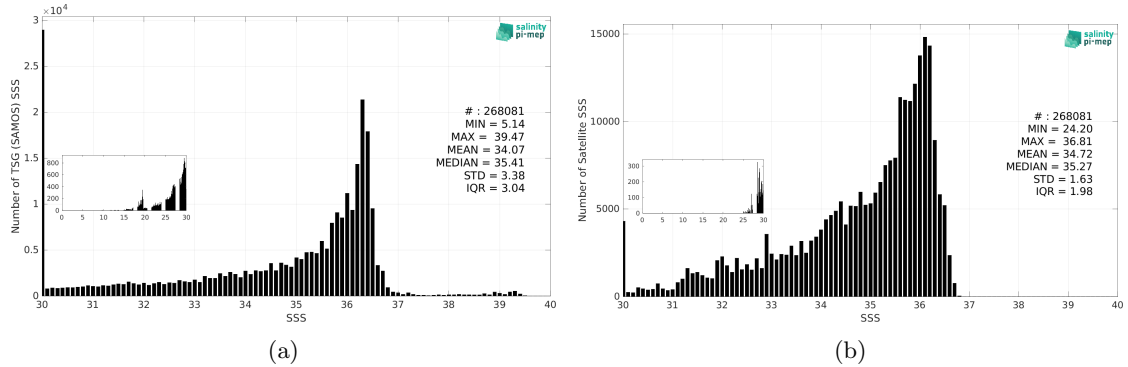 ×10⁴
3
2.5
2
1.5
1
0.5
0
Number of TSG (SAMOS) SSS
salinity
pi-mep
# : 268081
MIN = 5.14
MAX = 39.47
MEAN = 34.07
MEDIAN = 35.41
STD = 3.38
IQR = 3.04
800
600
400
200
0
0 5 10 15 20 25 30
30 31 32 33 34 35 36 37 38 39 40
SSS
(a)
15000
10000
5000
0
Number of Satellite SSS
salinity
pi-mep
# : 268081
MIN = 24.20
MAX = 36.81
MEAN = 34.72
MEDIAN = 35.27
STD = 1.63
IQR = 1.98
300
200
100
0
0 5 10 15 20 25 30
30 31 32 33 34 35 36 37 38 39 40
SSS
(b)